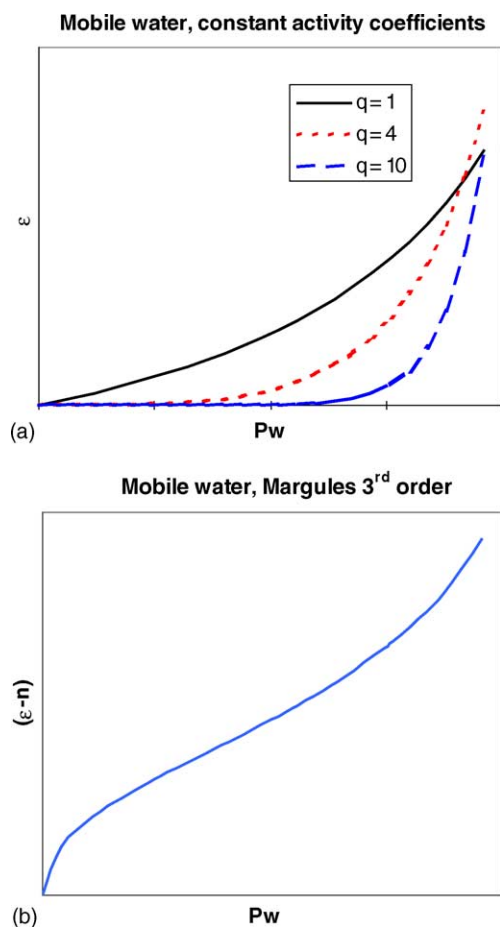 Mobile water, constant activity coefficients
q= 1
q= 4
q= 10
ε
(a)
Pw
Mobile water, Margules 3rd order
(ε-n)
(b)
Pw